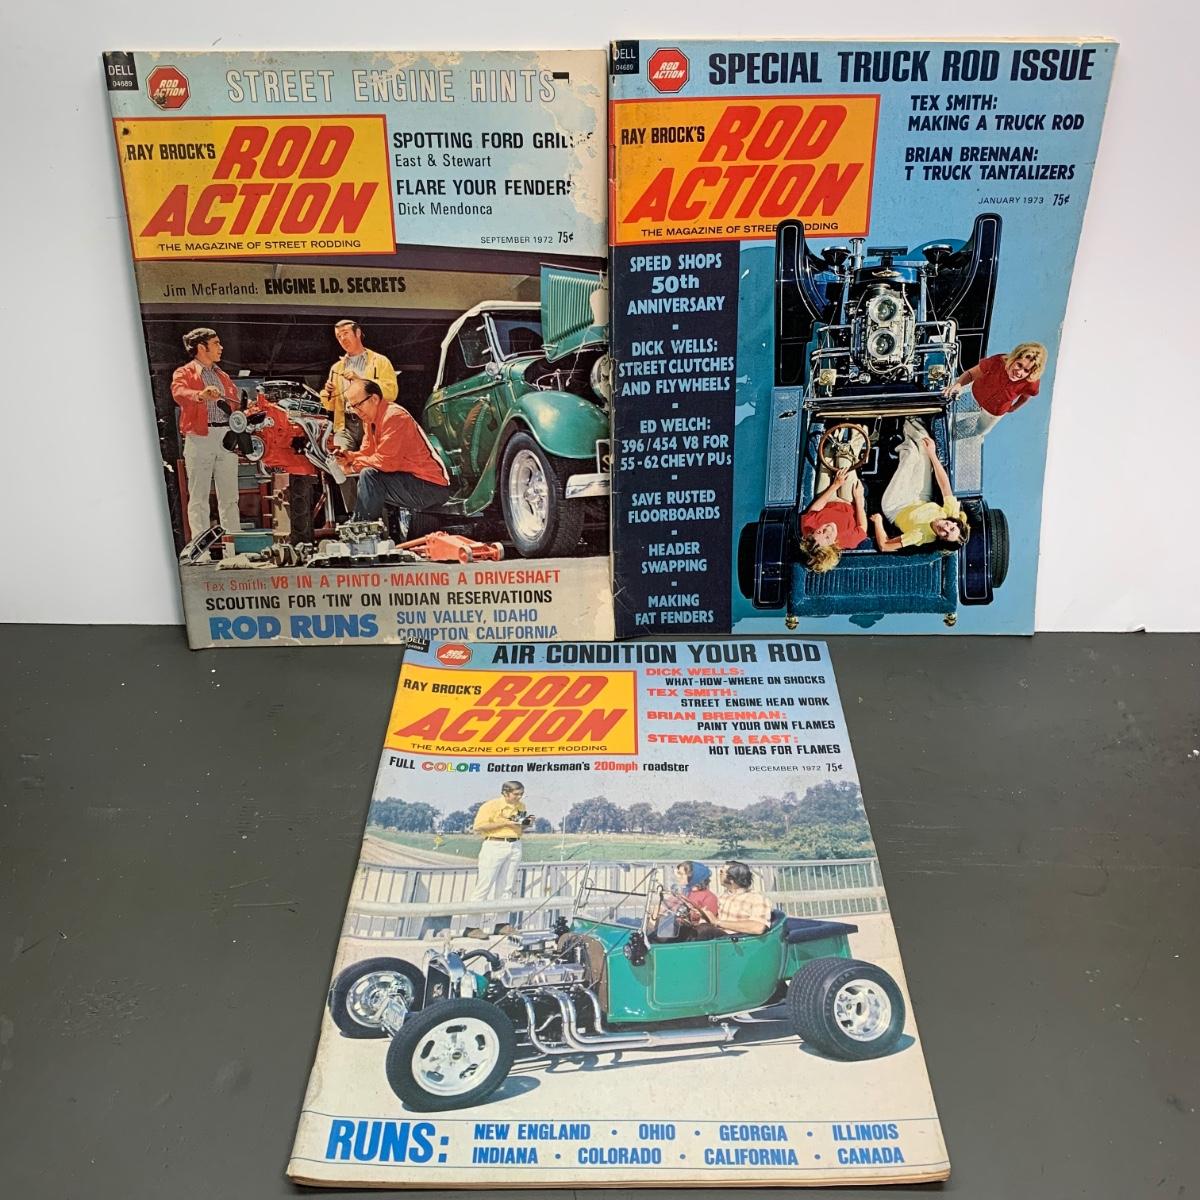 DELL
04689
ROD
ACTION
STREET ENGINE HINTS
RAY BROCK'S ROD
ACTION
THE MAGAZINE OF STREET RODDING
SPOTTING FORD
East & Stewart
FLARE YOUR FENDERS
Dick Mendonca
SEPTEMBER 1972 75¢
Jim McFarland: ENGINE I.D. SECRETS
Tex Smith: V8 IN A PINTO · MAKING A DRIVESHAFT
SCOUTING FOR 'TIN' ON INDIAN RESERVATIONS
ROD RUNS
SUN VALLEY, IDAHO
COMPTON CALIFORNIA
DELL
04689
ROD
ACTION
SPECIAL TRUCK ROD ISSUE
RAY BROCK'S ROD
ACTION
THE MAGAZINE OF STREET RODDING
TEX SMITH:
MAKING A TRUCK ROD
BRIAN BRENNAN:
T TRUCK TANTALIZERS
JANUARY 1973 75¢
SPEED SHOPS
50th
ANNIVERSARY
DICK WELLS:
STREET CLUTCHES
AND FLYWHEELS
ED WELCH:
396/454 V8 FOR
55-62 CHEVY PUs
SAVE RUSTED
FLOORBOARDS
HEADER
SWAPPING
MAKING
FAT FENDERS
DELL
04689
ROD
ACTION
AIR CONDITION YOUR ROD
RAY BROCK'S ROD
ACTION
THE MAGAZINE OF STREET RODDING
DICK WELLS:
WHAT-HOW-WHERE ON SHOCKS
TEX SMITH:
STREET ENGINE HEAD WORK
BRIAN BRENNAN:
PAINT YOUR OWN FLAMES
STEWART & EAST:
HOT IDEAS FOR FLAMES
FULL COLOR Cotton Werksman's 200mph roadster
DECEMBER 1972 75¢
RUNS:
NEW ENGLAND · OHIO · GEORGIA · ILLINOIS
INDIANA · COLORADO · CALIFORNIA · CANADA